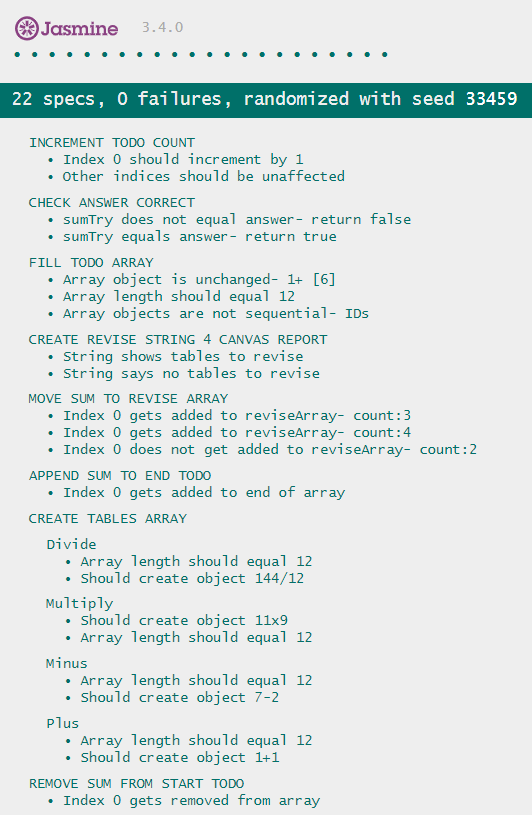 Jasmine 3.4.0
• • • • • • • • • • • • • • • • • • • • • •
22 specs, 0 failures, randomized with seed 33459
INCREMENT TODO COUNT
• Index 0 should increment by 1
• Other indices should be unaffected
CHECK ANSWER CORRECT
• sumTry does not equal answer- return false
• sumTry equals answer- return true
FILL TODO ARRAY
• Array object is unchanged- 1+ [6]
• Array length should equal 12
• Array objects are not sequential- IDs
CREATE REVISE STRING 4 CANVAS REPORT
• String shows tables to revise
• String says no tables to revise
MOVE SUM TO REVISE ARRAY
• Index 0 gets added to reviseArray- count:3
• Index 0 gets added to reviseArray- count:4
• Index 0 does not get added to reviseArray- count:2
APPEND SUM TO END TODO
• Index 0 gets added to end of array
CREATE TABLES ARRAY
Divide
• Array length should equal 12
• Should create object 144/12
Multiply
• Should create object 11x9
• Array length should equal 12
Minus
• Array length should equal 12
• Should create object 7-2
Plus
• Array length should equal 12
• Should create object 1+1
REMOVE SUM FROM START TODO
• Index 0 gets removed from array